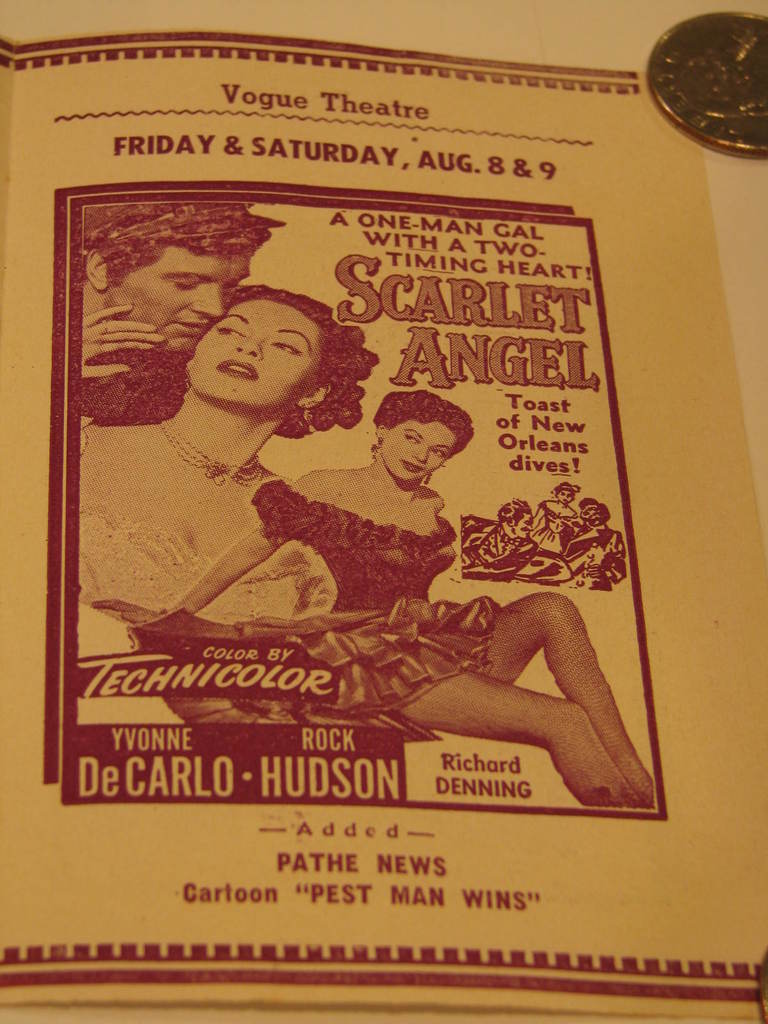 Vogue Theatre
FRIDAY & SATURDAY, AUG. 8 & 9
A ONE-MAN GAL
WITH A TWO-
TIMING HEART!
SCARLET
ANGEL
Toast
of New
Orleans
dives!
COLOR BY
TECHNICOLOR
YVONNE
DeCARLO •
ROCK
HUDSON
Richard
DENNING
— Added —
PATHE NEWS
Cartoon "PEST MAN WINS"